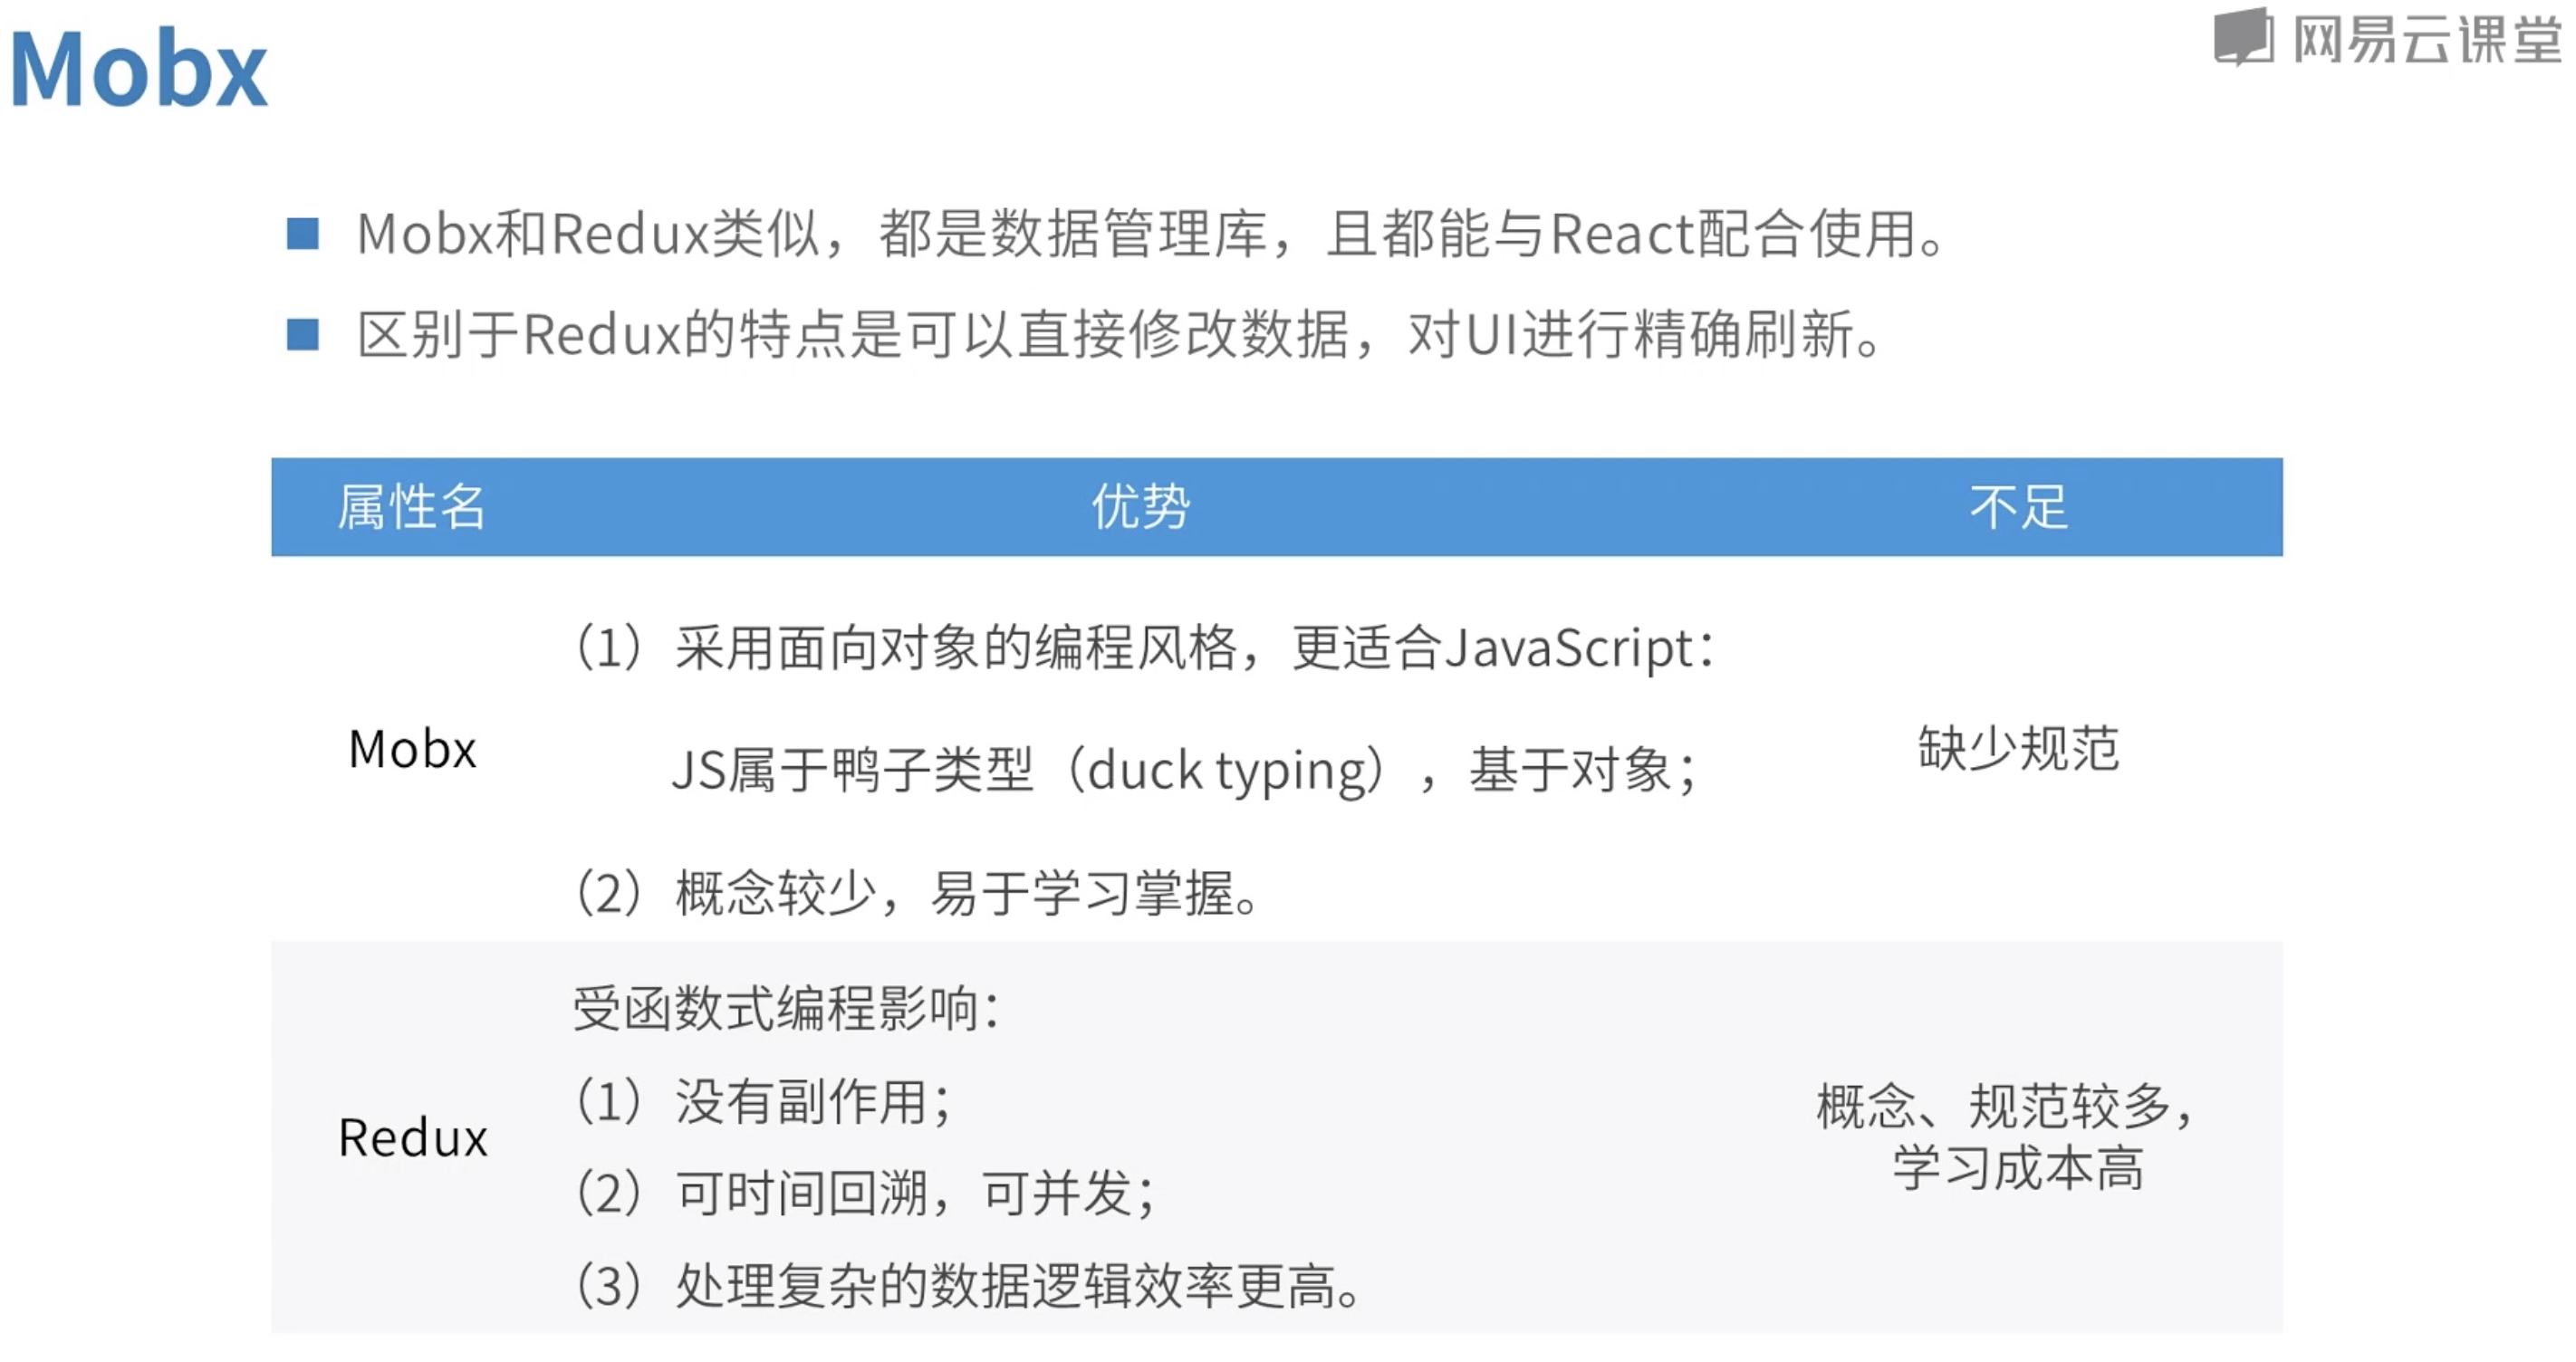 Mobx
网易云课堂
Mobx和Redux类似，都是数据管理库，且都能与React配合使用。
区别于Redux的特点是可以直接修改数据，对UI进行精确刷新。
属性名 优势 不足
（1）采用面向对象的编程风格，更适合JavaScript：
JS属于鸭子类型（duck typing），基于对象；
Mobx
缺少规范
（2）概念较少，易于学习掌握。
受函数式编程影响：
（1）没有副作用；
Redux
（2）可时间回溯，可并发；
（3）处理复杂的数据逻辑效率更高。
概念、规范较多，
学习成本高